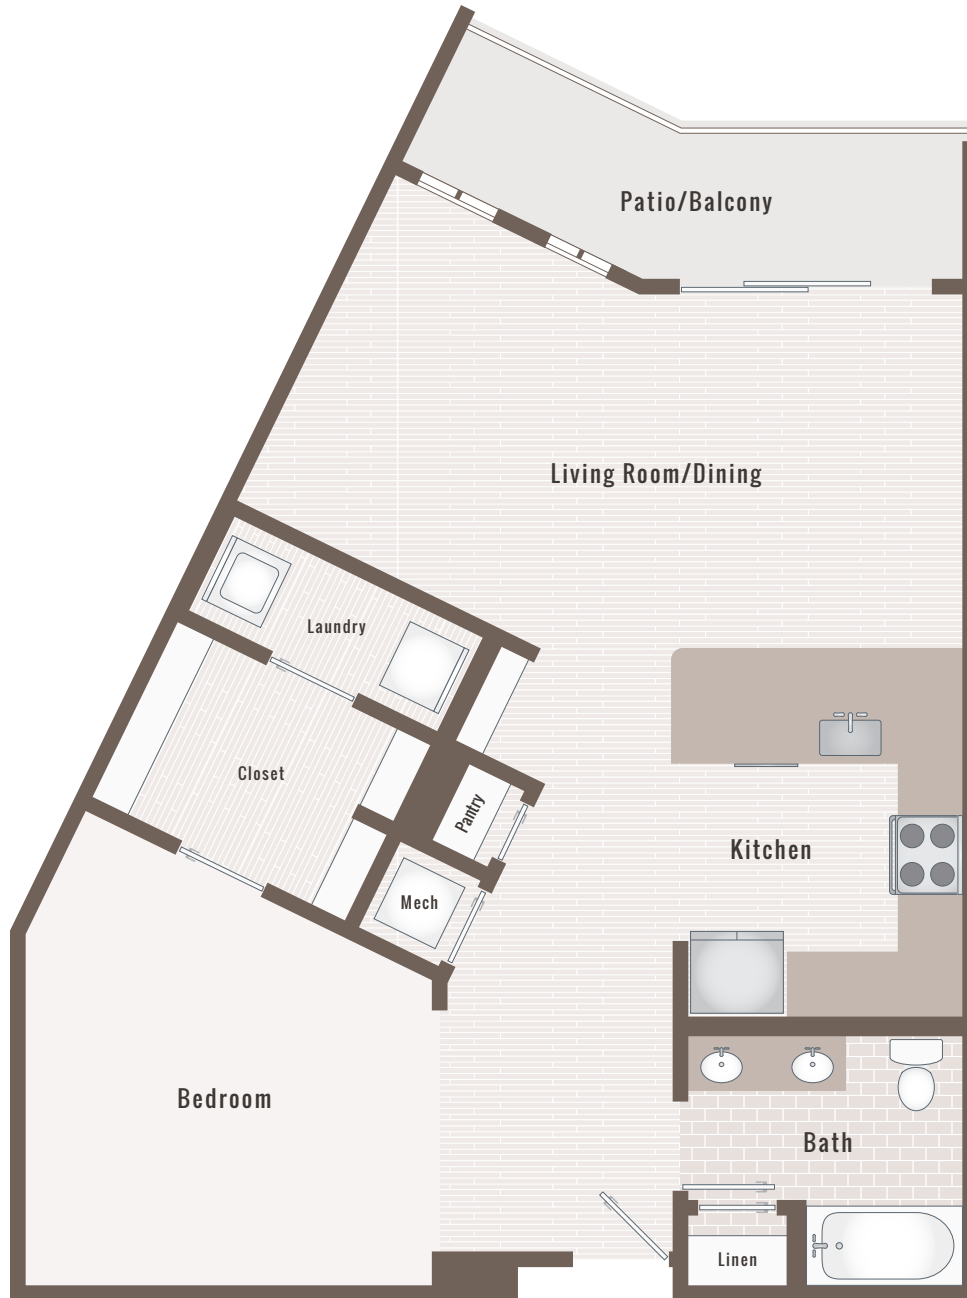 Patio/Balcony
Living Room/Dining
Laundry
Closet
Pantry
Kitchen
Mech
Bedroom
Bath
Linen